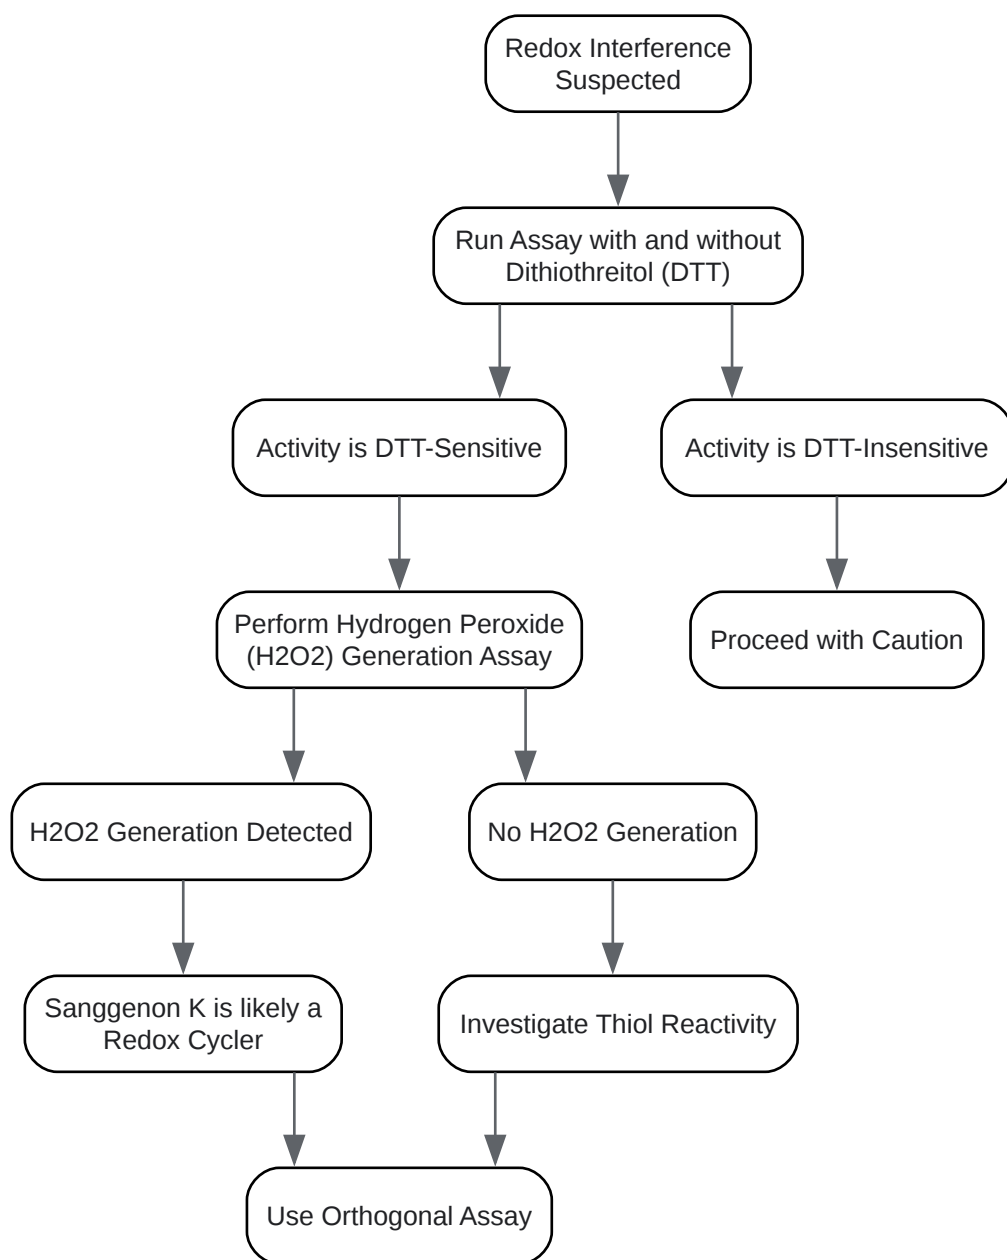 Redox Interference
Suspected
Run Assay with and without
Dithiothreitol (DTT)
Activity is DTT-Sensitive
Activity is DTT-Insensitive
Perform Hydrogen Peroxide
(H2O2) Generation Assay
Proceed with Caution
H2O2 Generation Detected
No H2O2 Generation
Sanggenon K is likely a
Redox Cycler
Investigate Thiol Reactivity
Use Orthogonal Assay